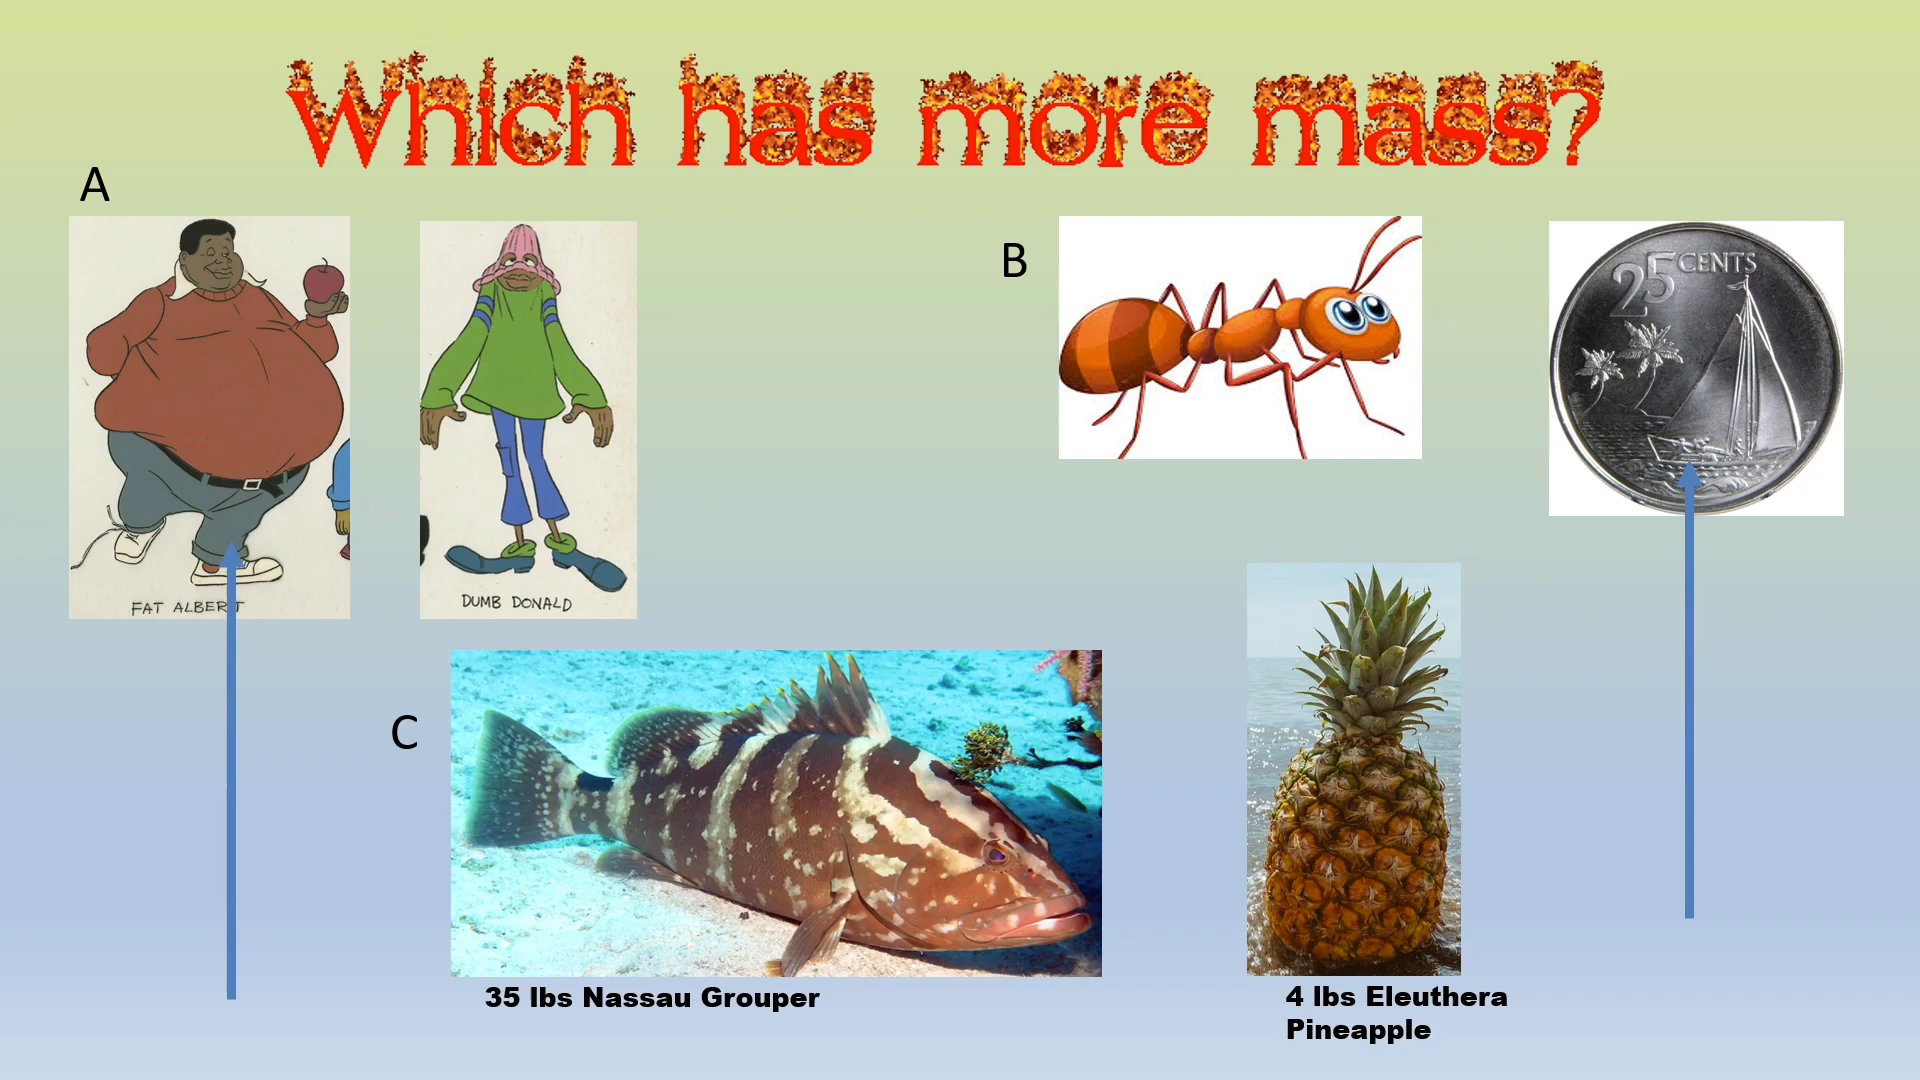 Which has more mass?
A
B
25 CENTS
FAT ALBERT
DUMB DONALD
C
35 lbs Nassau Grouper
4 lbs Eleuthera
Pineapple